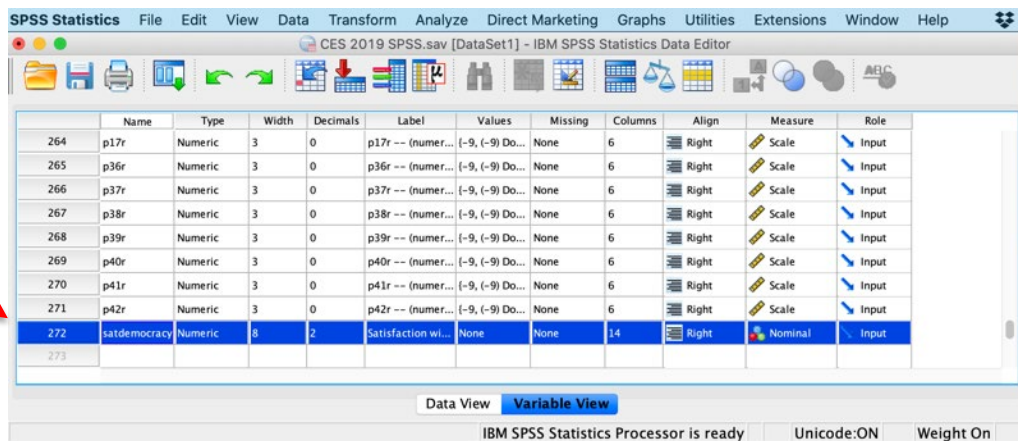 SPSS Statistics File Edit View Data Transform Analyze Direct Marketing Graphs Utilities Extensions Window Help
CES 2019 SPSS.sav [DataSet1] - IBM SPSS Statistics Data Editor
Name Type Width Decimals Label Values Missing Columns Align Measure Role
264 p17r Numeric 3 0 p17r -- (numer... {-9, (-9) Do... None 6 Right Scale Input
265 p36r Numeric 3 0 p36r -- (numer... {-9, (-9) Do... None 6 Right Scale Input
266 p37r Numeric 3 0 p37r -- (numer... {-9, (-9) Do... None 6 Right Scale Input
267 p38r Numeric 3 0 p38r -- (numer... {-9, (-9) Do... None 6 Right Scale Input
268 p39r Numeric 3 0 p39r -- (numer... {-9, (-9) Do... None 6 Right Scale Input
269 p40r Numeric 3 0 p40r -- (numer... {-9, (-9) Do... None 6 Right Scale Input
270 p41r Numeric 3 0 p41r -- (numer... {-9, (-9) Do... None 6 Right Scale Input
271 p42r Numeric 3 0 p42r -- (numer... {-9, (-9) Do... None 6 Right Scale Input
272 satdemocracy Numeric 8 2 Satisfaction wi... None None 14 Right Nominal Input
273
Data View Variable View
IBM SPSS Statistics Processor is ready Unicode:ON Weight On